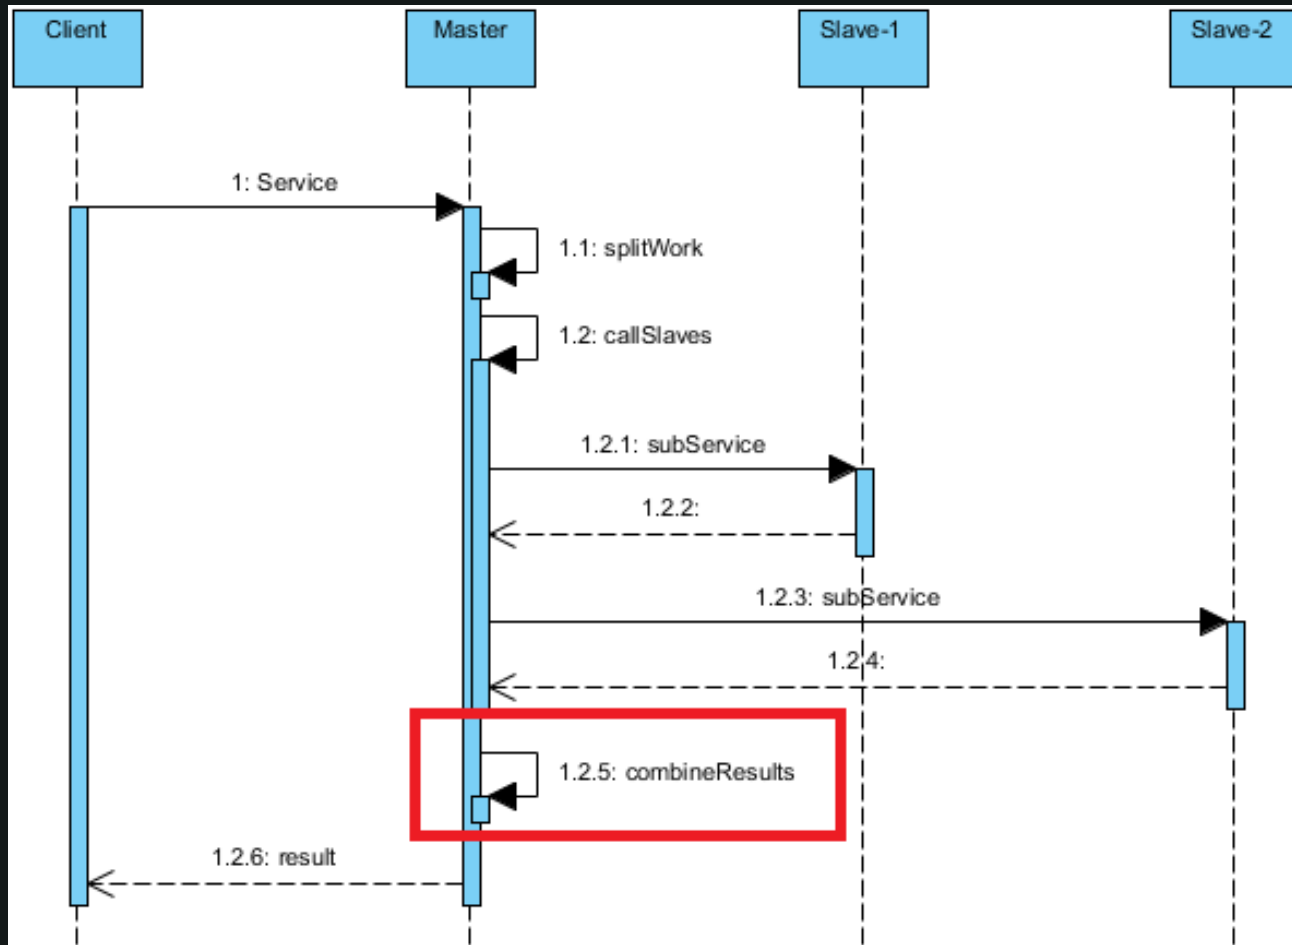 Client
Master
Slave-1
Slave-2
1: Service
1.1: splitWork
1.2: callSlaves
1.2.1: subService
1.2.2:
1.2.3: subService
1.2.4:
1.2.5: combineResults
1.2.6: result